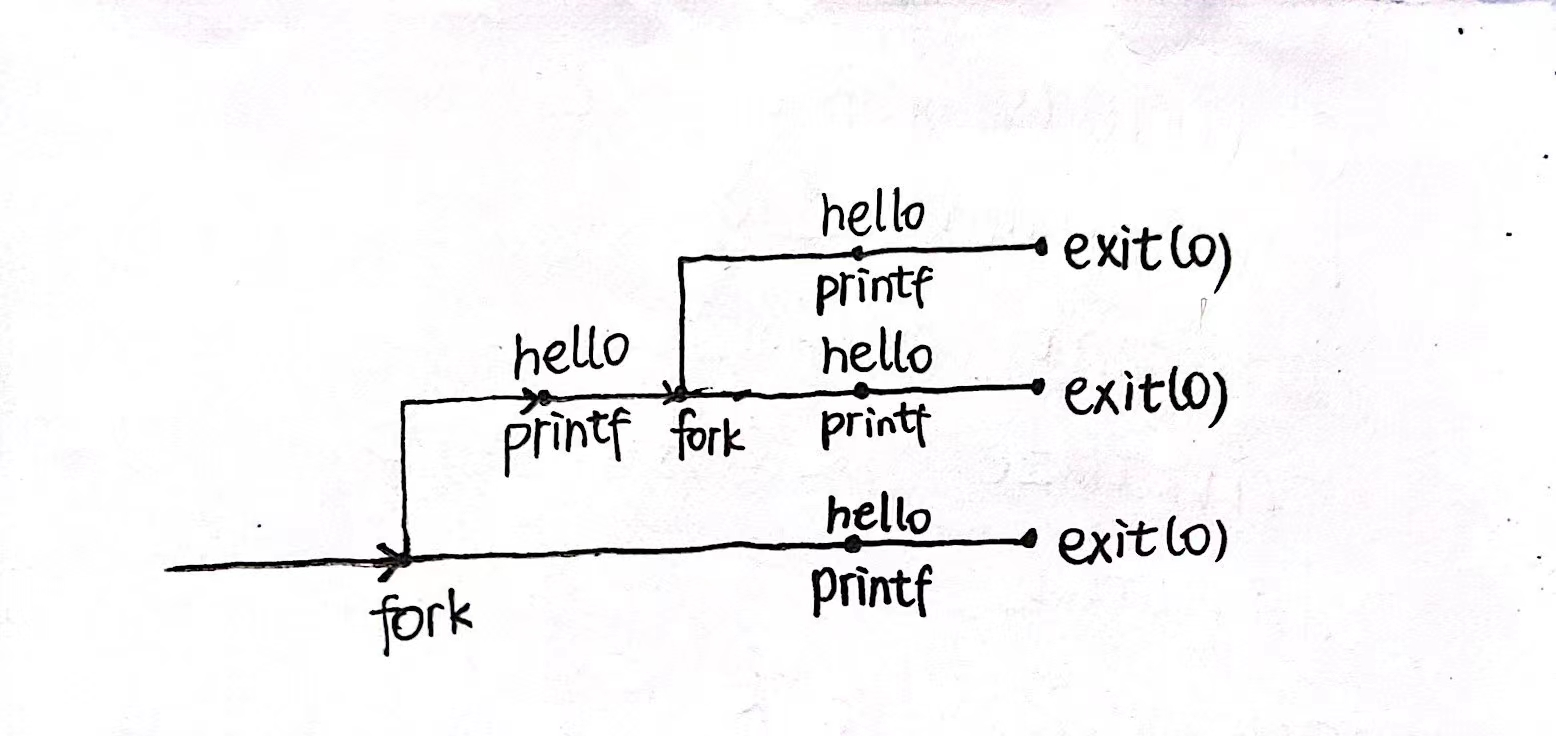 hello
printf
exit(0)
hello
printf
fork
hello
printf
exit(0)
hello
printf
exit(0)
fork